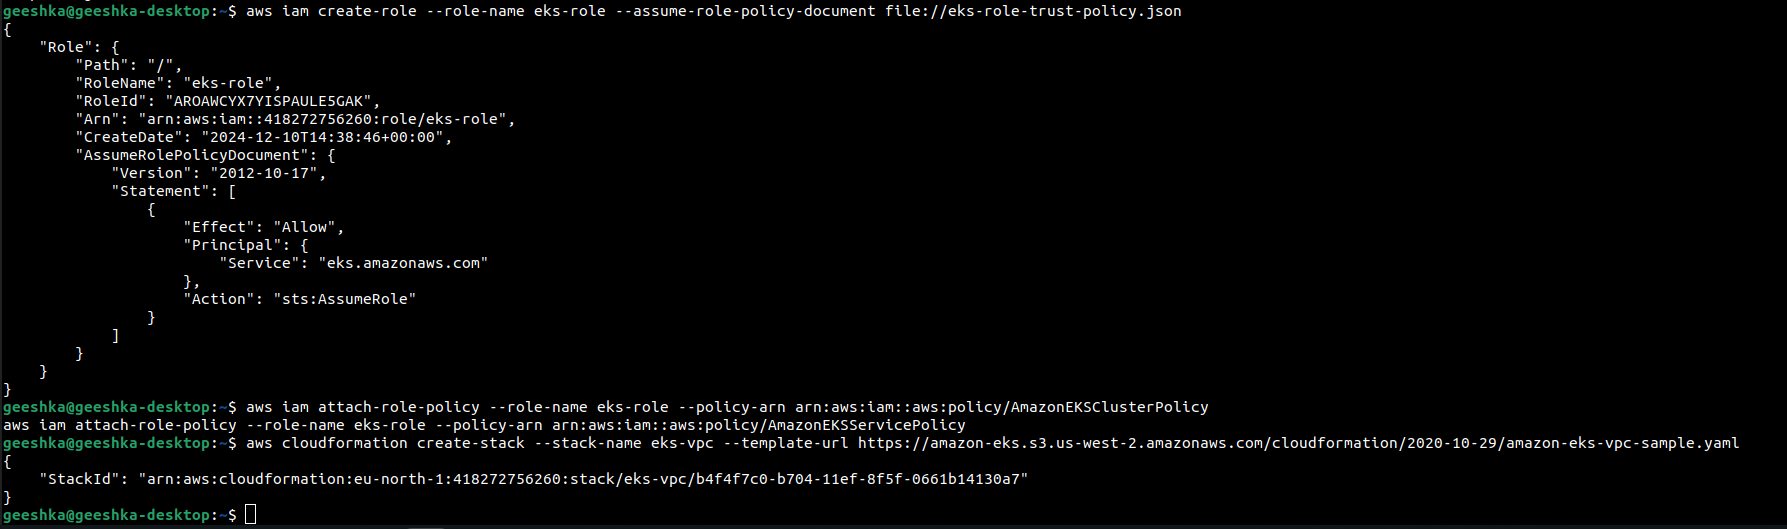 geeshka@geeshka-desktop:~$ aws iam create-role --role-name eks-role --assume-role-policy-document file://eks-role-trust-policy.json
{
    "Role": {
        "Path": "/",
        "RoleName": "eks-role",
        "RoleId": "AROAWCYX7YISPAULE5GAK",
        "Arn": "arn:aws:iam::418272756260:role/eks-role",
        "CreateDate": "2024-12-10T14:38:46+00:00",
        "AssumeRolePolicyDocument": {
            "Version": "2012-10-17",
            "Statement": [
                {
                    "Effect": "Allow",
                    "Principal": {
                        "Service": "eks.amazonaws.com"
                    },
                    "Action": "sts:AssumeRole"
                }
            ]
        }
    }
}
geeshka@geeshka-desktop:~$ aws iam attach-role-policy --role-name eks-role --policy-arn arn:aws:iam::aws:policy/AmazonEKSClusterPolicy
aws iam attach-role-policy --role-name eks-role --policy-arn arn:aws:iam::aws:policy/AmazonEKSServicePolicy
geeshka@geeshka-desktop:~$ aws cloudformation create-stack --stack-name eks-vpc --template-url https://amazon-eks.s3.us-west-2.amazonaws.com/cloudformation/2020-10-29/amazon-eks-vpc-sample.yaml
{
    "StackId": "arn:aws:cloudformation:eu-north-1:418272756260:stack/eks-vpc/b4f4f7c0-b704-11ef-8f5f-0661b14130a7"
}
geeshka@geeshka-desktop:~$